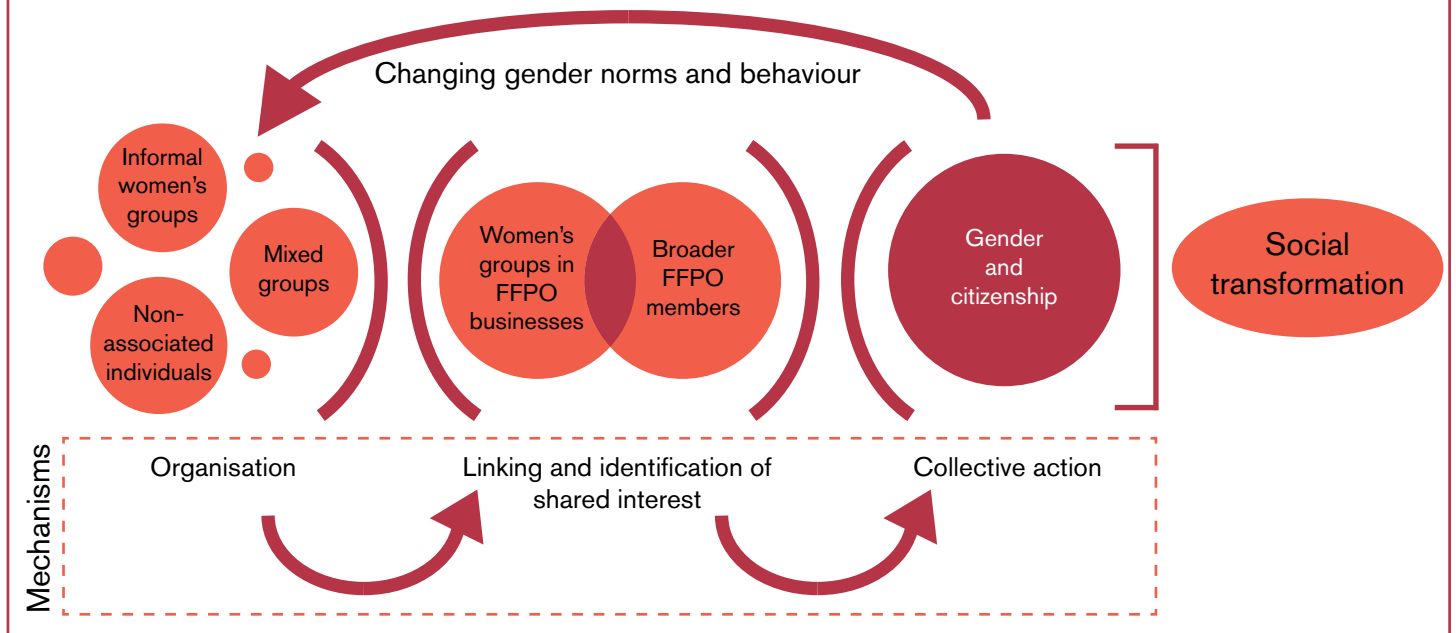 Changing gender norms and behaviour
Informal
women's
groups
Mixed
groups
Non-
associated
individuals
Women's
groups in
FFPO
businesses
Broader
FFPO
members
Gender
and
citizenship
Social
transformation
Mechanisms
Organisation
Linking and identification of
shared interest
Collective action